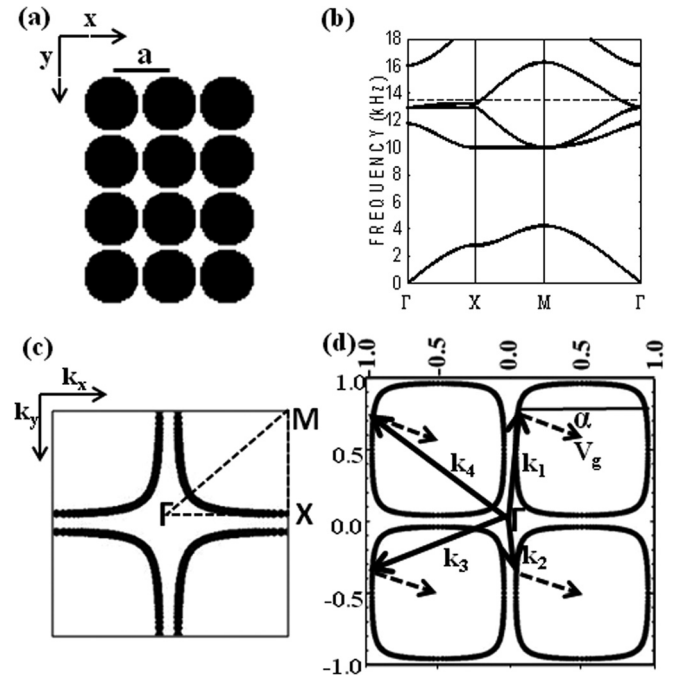 (a)
x
y
a
(b)
FREQUENCY (kHz)
18
16
14
12
10
8
6
4
2
0
Γ X M Γ
(c)
kx
ky
M
Γ X
(d)
-1.0 -0.5 0.0 0.5 1.0
1.0
0.5
0.0
-0.5
-1.0
α
Vg
k4 k1
Γ
k3 k2